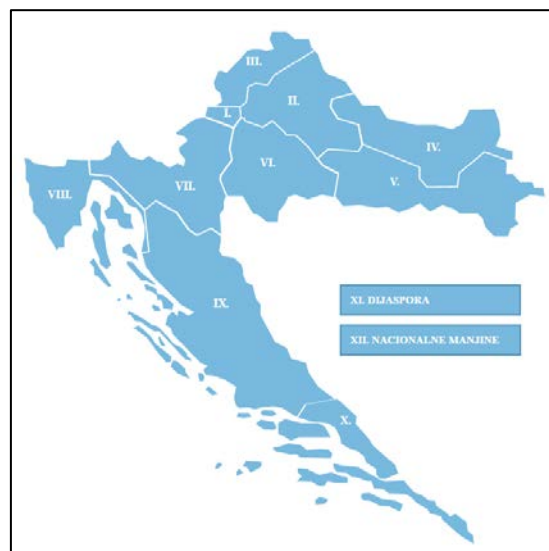 III.
II.
I.
IV.
VI.
V.
VII.
VIII.
IX.
XI. DIJASPORA
XII. NACIONALNE MANJINE
X.